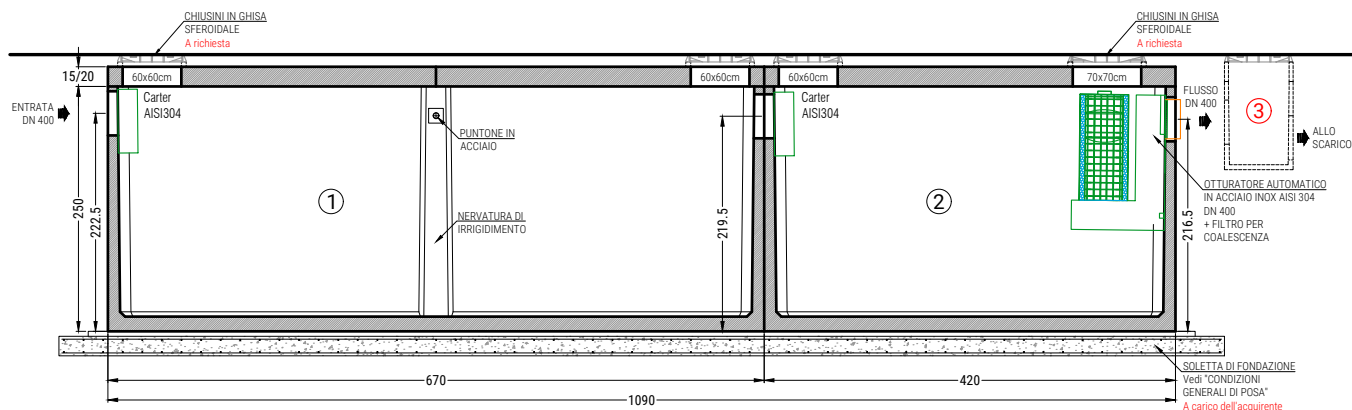 CHIUSINI IN GHISA
SFEROIDALE
A richiesta
CHIUSINI IN GHISA
SFEROIDALE
A richiesta
15/20
60x60cm
60x60cm
60x60cm
70x70cm
ENTRATA
DN 400
Carter
AISI304
PUNTONE IN
ACCIAIO
Carter
AISI304
FLUSSO
DN 400
3
ALLO
SCARICO
250
222.5
1
NERVATURA DI
IRRIGIDIMENTO
219.5
2
OTTURATORE AUTOMATICO
IN ACCIAIO INOX AISI 304
DN 400
+ FILTRO PER
COALESCENZA
216.5
SOLETTA DI FONDAZIONE
Vedi "CONDIZIONI
GENERALI DI POSA"
A carico dell'acquirente
670
420
1090